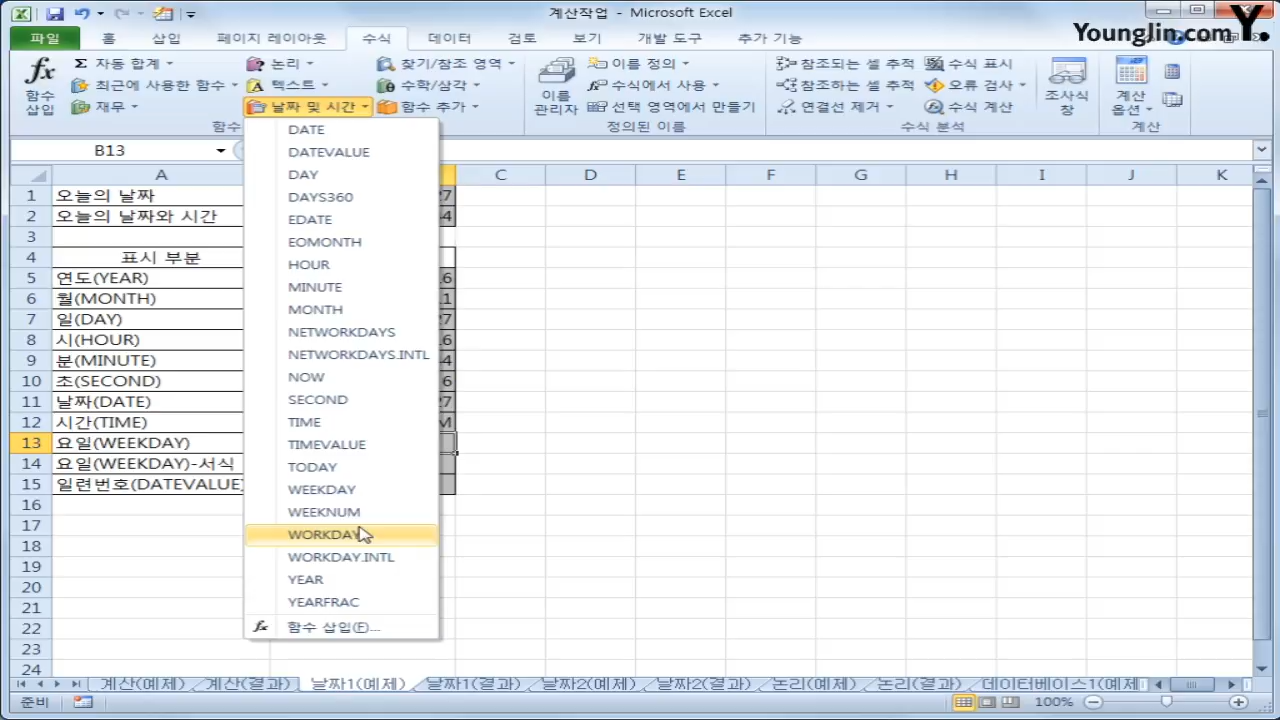 계산작업 - Microsoft Excel
Younglin.com Y.
파일 홈 삽입 페이지 레이아웃 수식 데이터 검토 보기 개발 도구 추가 기능
fx 함수 삽입
Σ 자동 합계
최근에 사용한 함수
재무
논리
텍스트
날짜 및 시간
찾기/참조 영역
수학/삼각
함수 추가
이름 관리자
이름 정의
수식에서 사용
선택 영역에서 만들기
참조되는 셀 추적
참조하는 셀 추적
연결선 제거
수식 표시
오류 검사
수식 계산
조사식 창
계산 옵션
정의된 이름
수식 분석
계산
B13
A C D E F G H I J K
1 오늘의 날짜 27
2 오늘의 날짜와 시간 4
3
4 표시 부분
5 연도(YEAR) 6
6 월(MONTH) 1
7 일(DAY) 27
8 시(HOUR) 6
9 분(MINUTE) 4
10 초(SECOND) 6
11 날짜(DATE) 27
12 시간(TIME) M
13 요일(WEEKDAY)
14 요일(WEEKDAY)-서식
15 일련번호(DATEVALUE)
16
17
18
19
20
21
22
23
24
DATE
DATEVALUE
DAY
DAYS360
EDATE
EOMONTH
HOUR
MINUTE
MONTH
NETWORKDAYS
NETWORKDAYS.INTL
NOW
SECOND
TIME
TIMEVALUE
TODAY
WEEKDAY
WEEKNUM
WORKDAY
WORKDAY.INTL
YEAR
YEARFRAC
fx 함수 삽입(F)...
계산(예제) 계산(결과) 날짜1(예제) 날짜1(결과) 날짜2(예제) 날짜2(결과) 논리(예제) 논리(결과) 데이터베이스1(예제
준비 100%